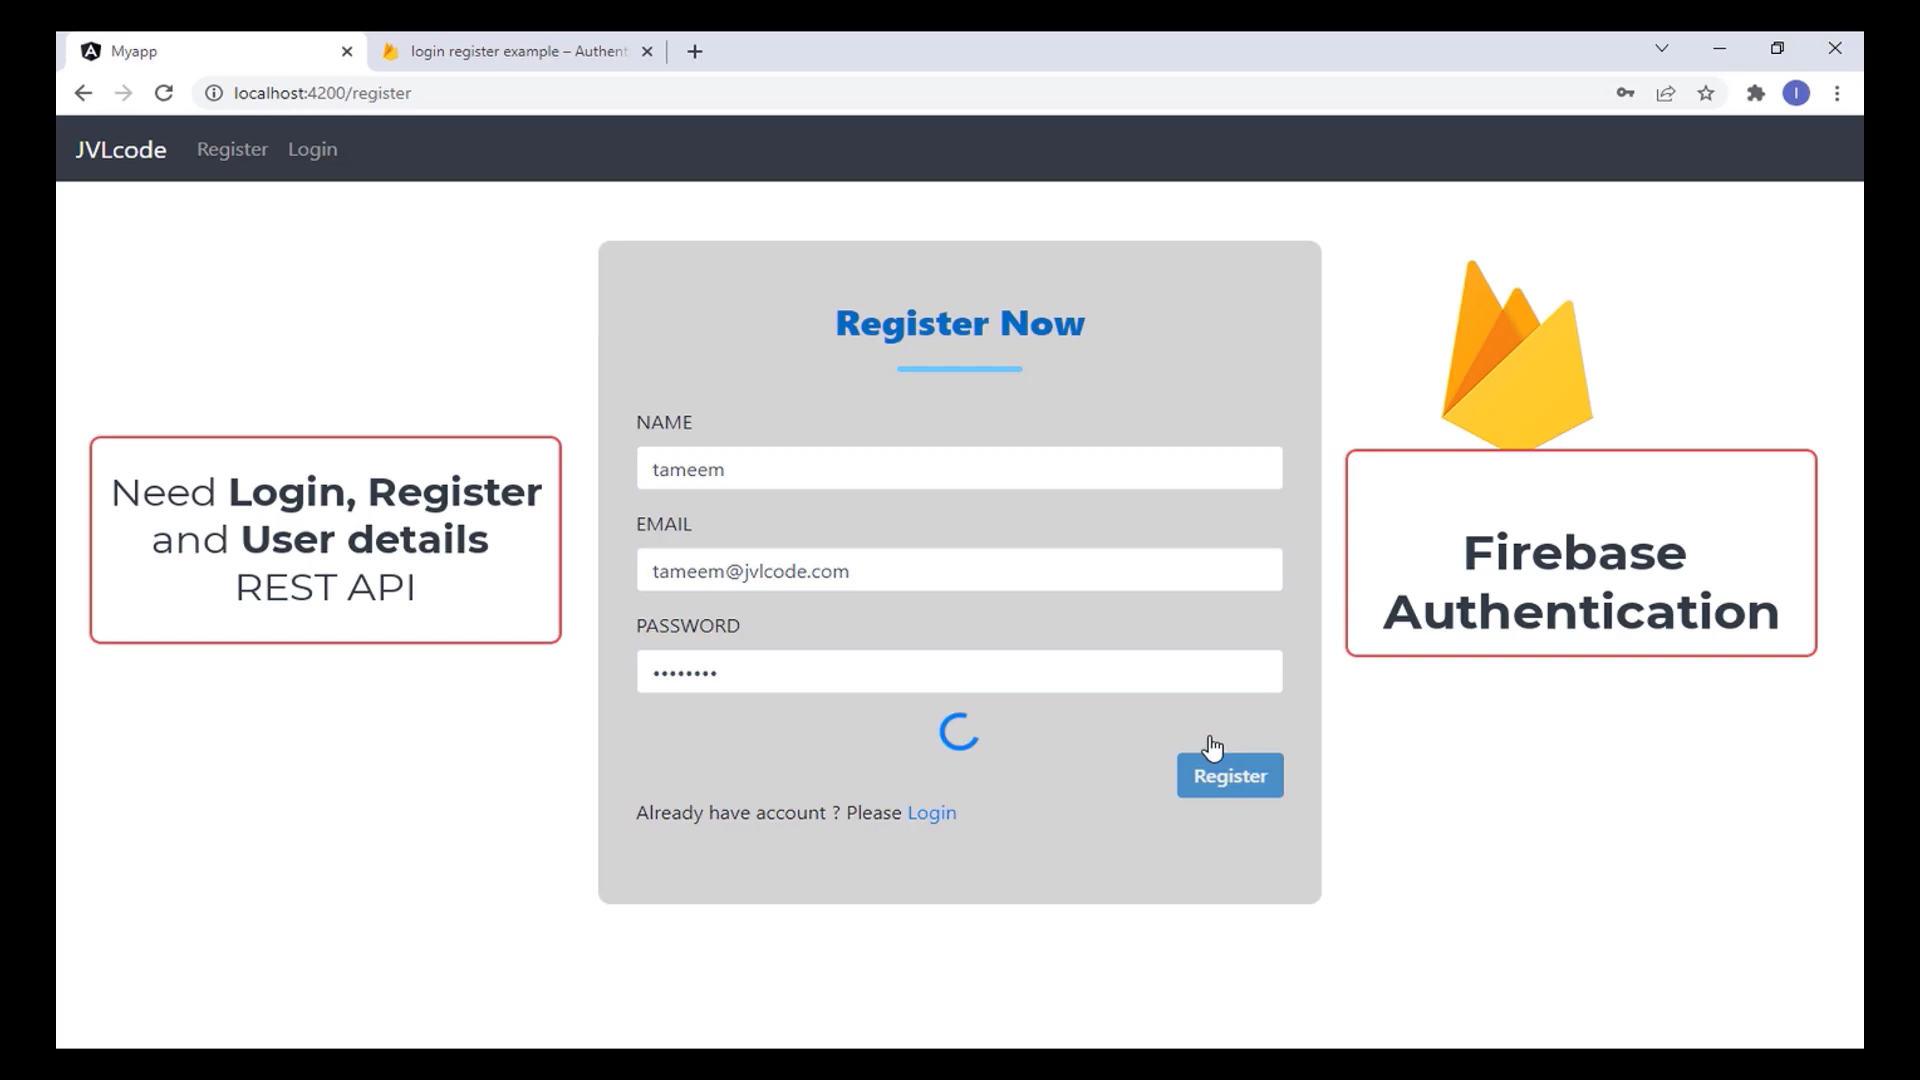 Myapp
login register example – Authent
localhost:4200/register
I
JVLcode Register Login
Register Now
NAME
tameem
EMAIL
tameem@jvlcode.com
PASSWORD
••••••••
Register
Already have account ? Please Login
Need Login, Register
and User details
REST API
Firebase
Authentication